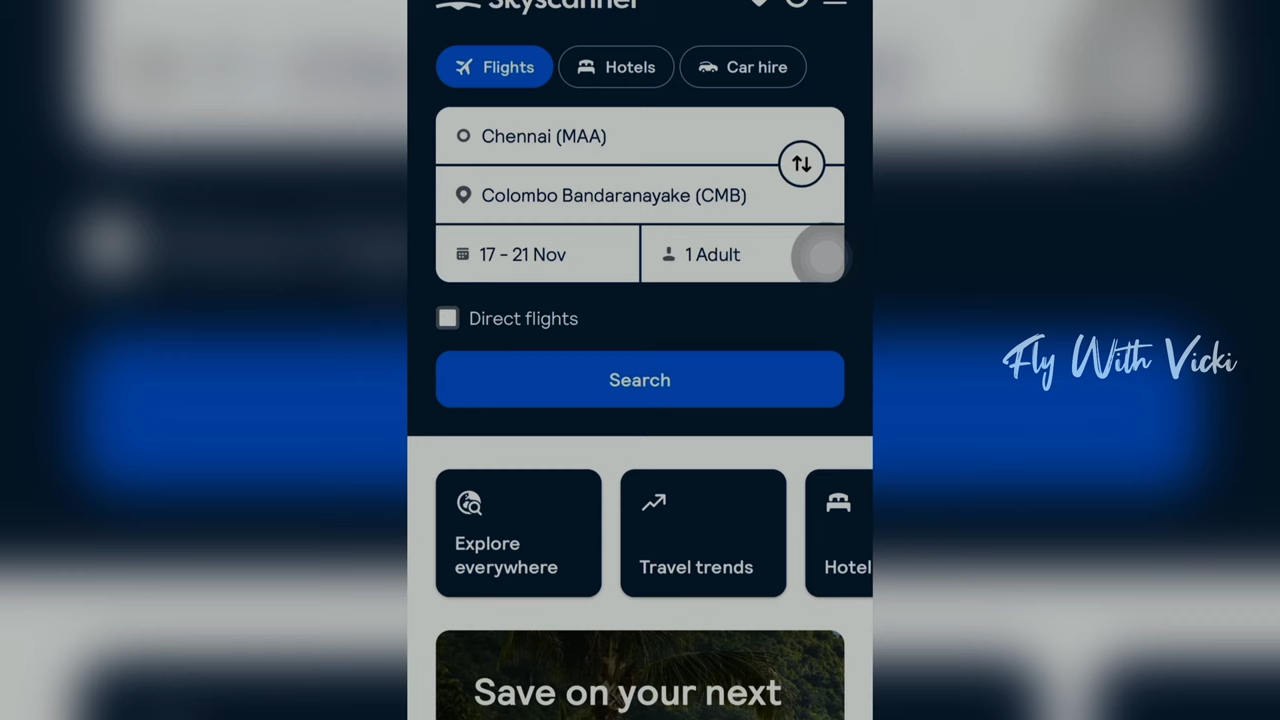 Skyscanner
Flights
Hotels
Car hire
Chennai (MAA)
Colombo Bandaranayake (CMB)
17 - 21 Nov
1 Adult
Direct flights
Search
Fly With Vicki
Explore
everywhere
Travel trends
Hotel
Save on your next